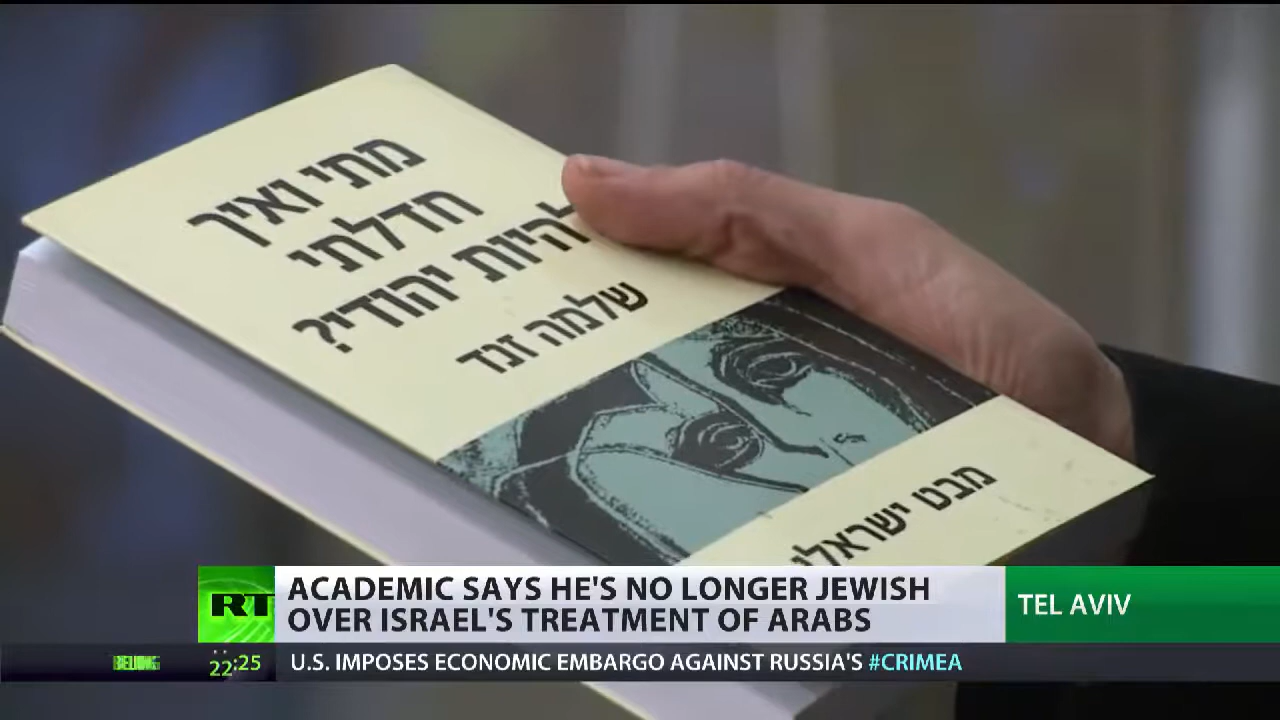 מתי ואיך
חדלתי
להיות יהודי?
שלמה זנד
מבט ישראלי
RT
ACADEMIC SAYS HE'S NO LONGER JEWISH
OVER ISRAEL'S TREATMENT OF ARABS
TEL AVIV
BEIJING
22:25
U.S. IMPOSES ECONOMIC EMBARGO AGAINST RUSSIA'S #CRIMEA